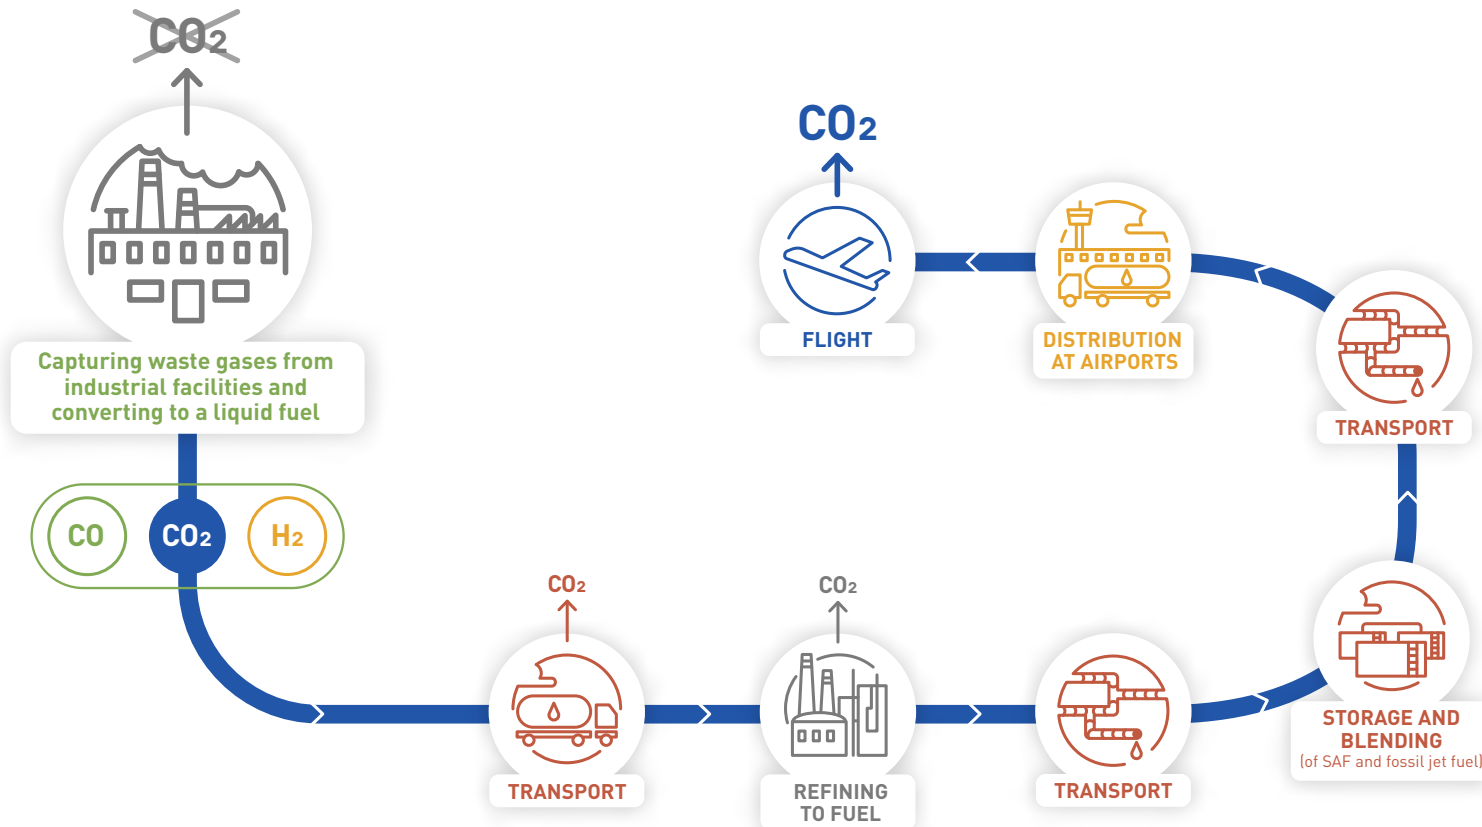 CO2
Capturing waste gases from
industrial facilities and
converting to a liquid fuel
CO
CO2
H2
CO2
TRANSPORT
CO2
REFINING
TO FUEL
TRANSPORT
STORAGE AND
BLENDING
(of SAF and fossil jet fuel)
TRANSPORT
DISTRIBUTION
AT AIRPORTS
CO2
FLIGHT